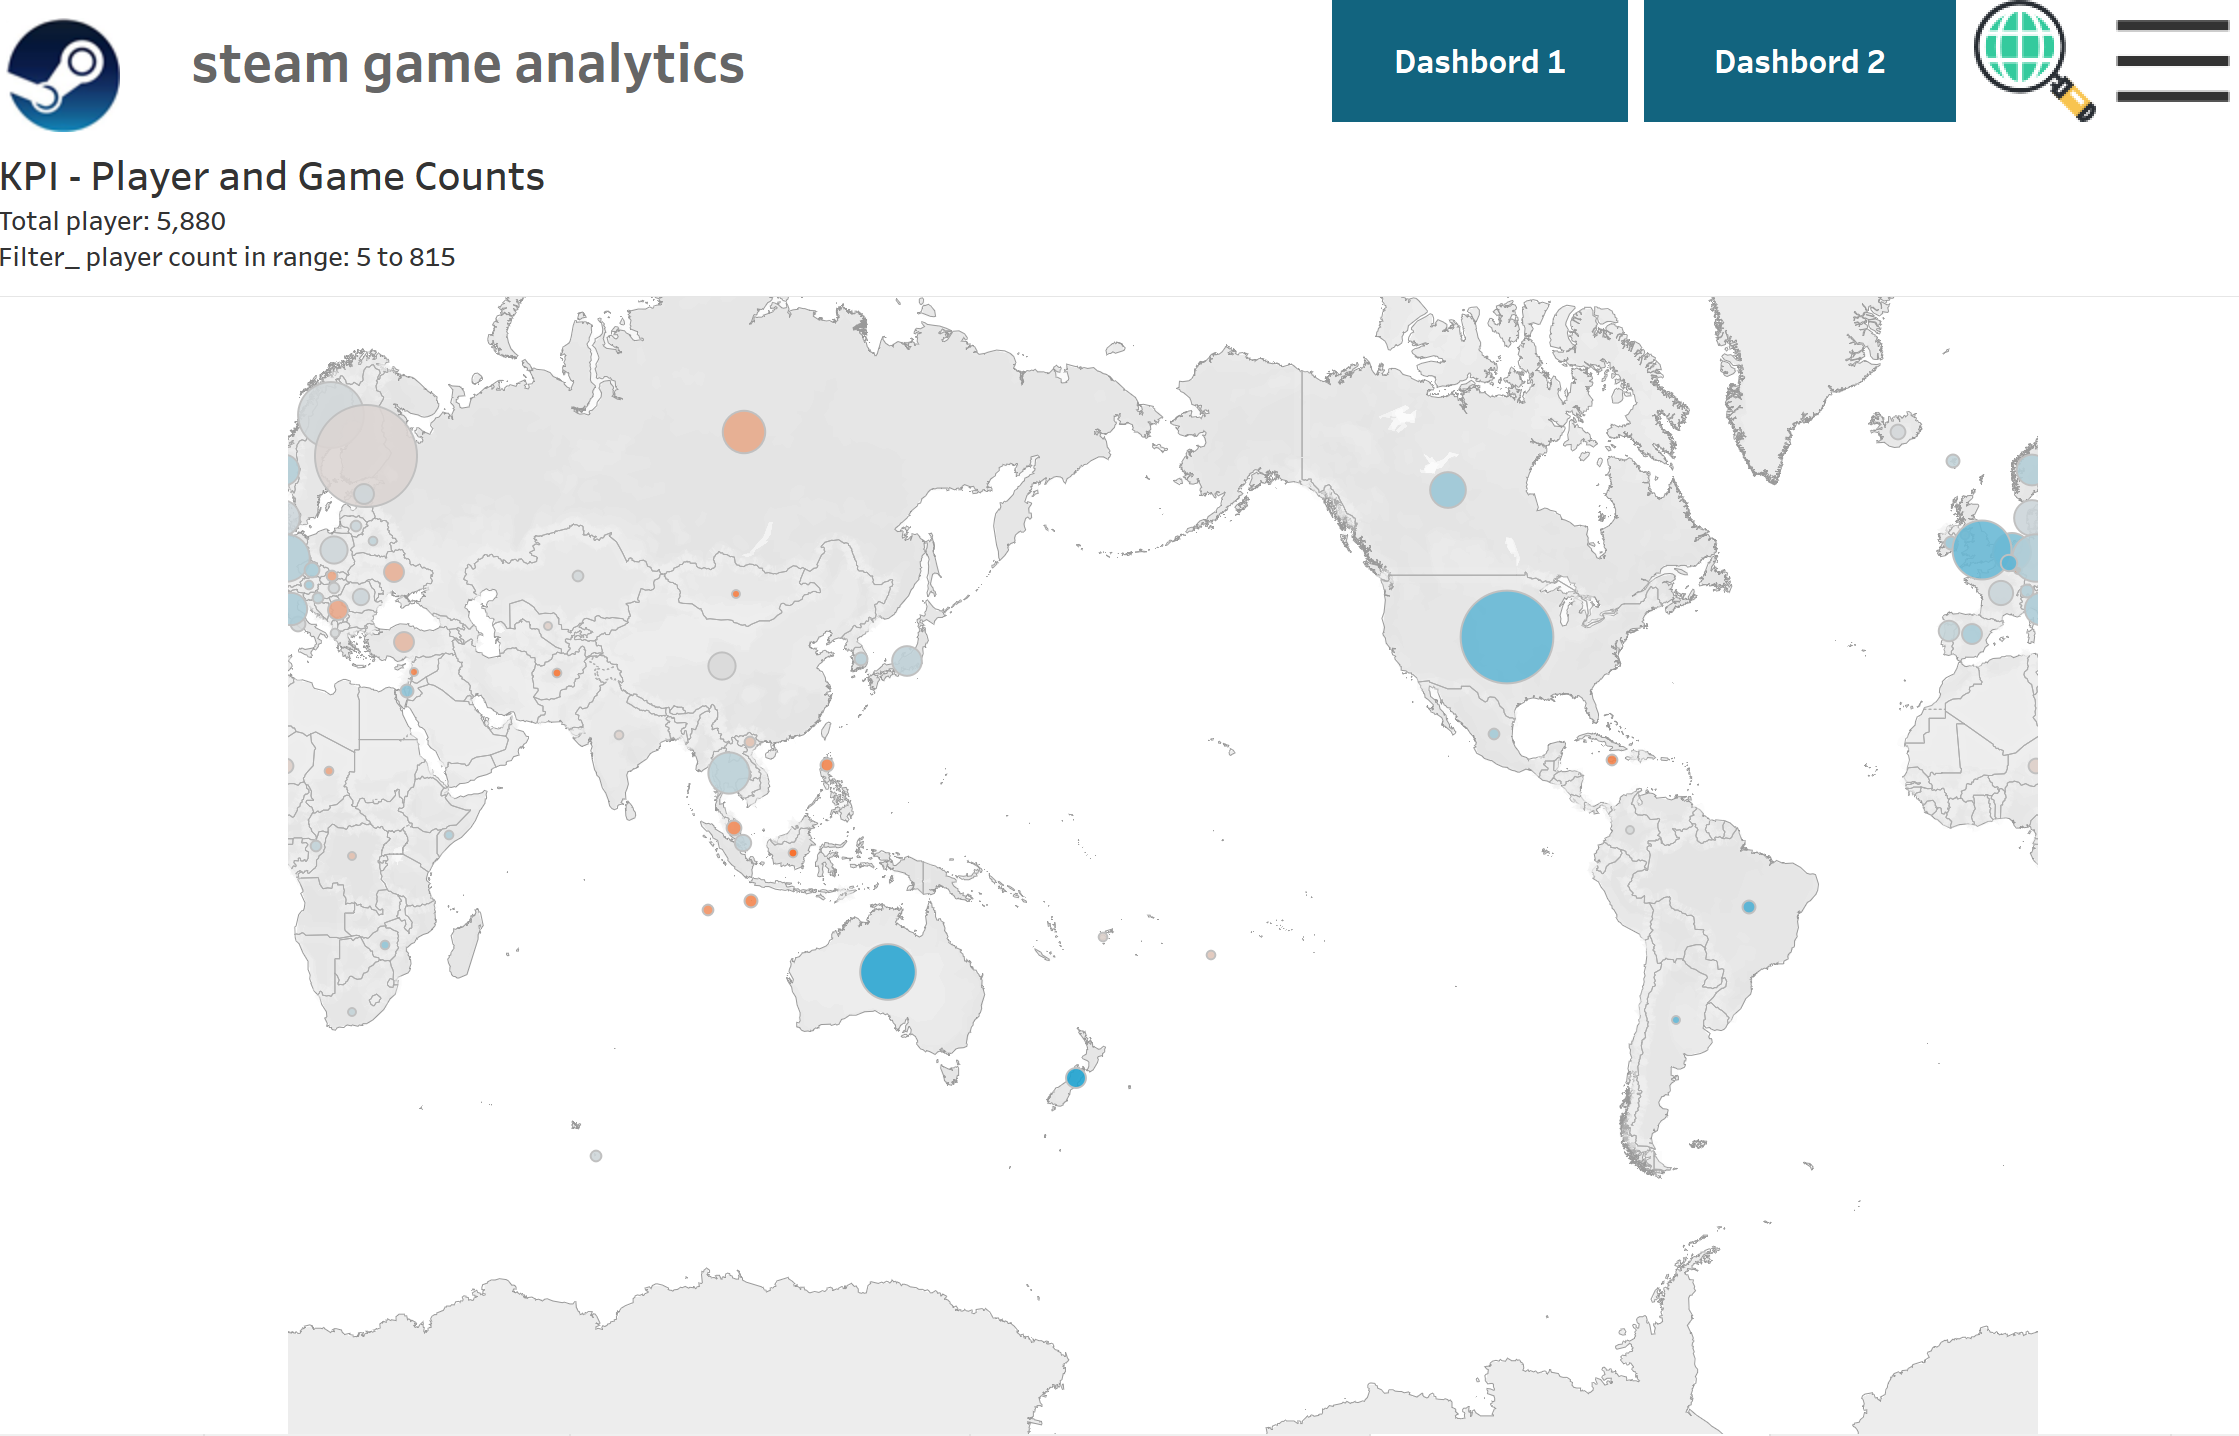 steam game analytics
Dashbord 1
Dashbord 2
KPI - Player and Game Counts
Total player: 5,880
Filter_ player count in range: 5 to 815